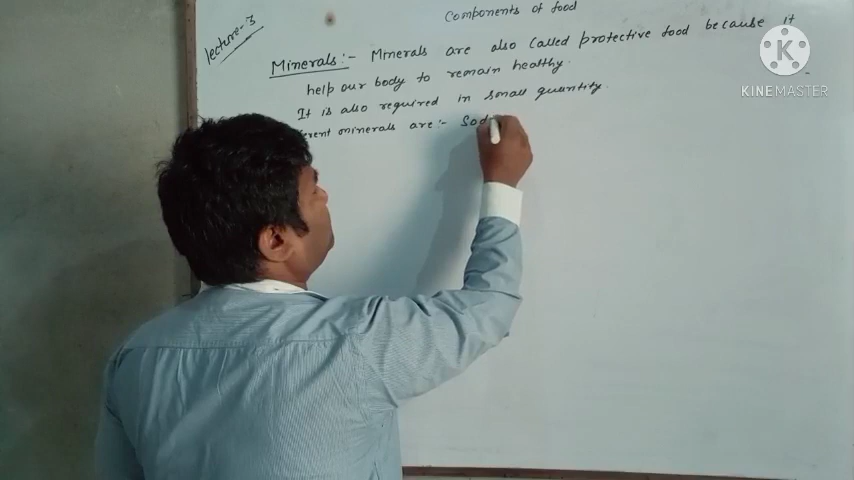 Components of food
Lecture-3
Minerals:- Minerals are also called protective food because it
help our body to remain healthy.
It is also required in small quantity.
erent minerals are:- Sod
KINEMASTER